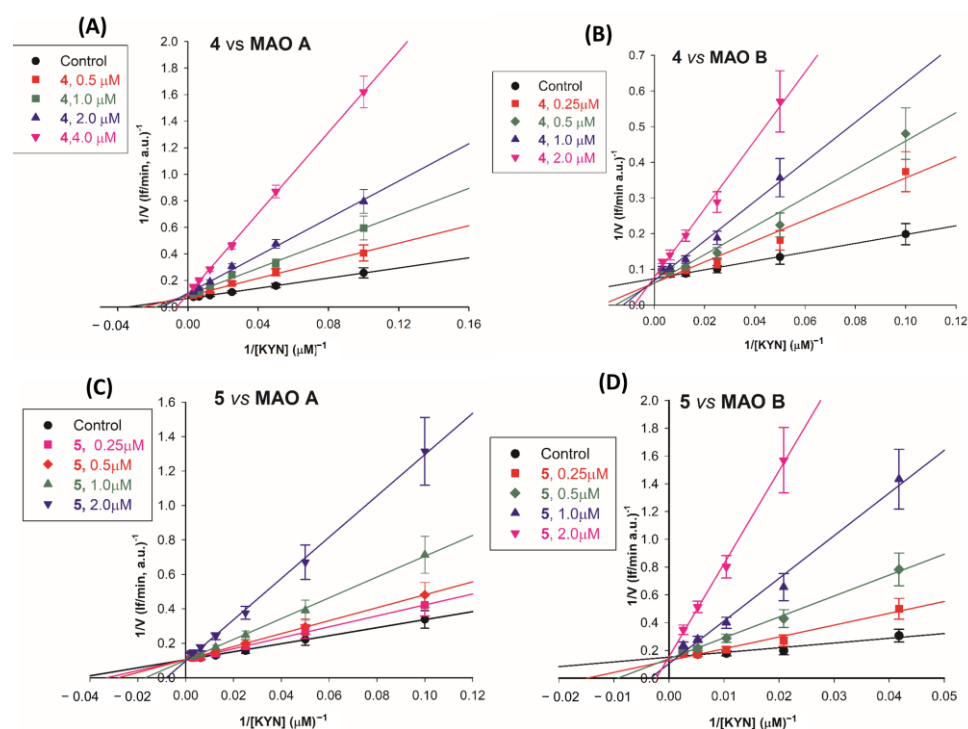 (A)
4 vs MAO A
Control
4, 0.5 μM
4,1.0 μM
4, 2.0 μM
4,4.0 μM
1/V (If/min, a.u.)⁻¹
2.0
1.8
1.6
1.4
1.2
1.0
0.8
0.6
0.4
0.2
0.0
− 0.04
0.00
0.04
0.08
0.12
0.16
1/[KYN] (μM)⁻¹
(B)
4 vs MAO B
Control
4, 0.25μM
4, 0.5 μM
4, 1.0 μM
4, 2.0 μM
1/V (If/min a.u.)⁻¹
0.7
0.6
0.5
0.4
0.3
0.2
0.1
0.0
0.00
0.02
0.04
0.06
0.08
0.10
0.12
1/[KYN] (μM)⁻¹
(C)
5 vs MAO A
Control
5, 0.25μM
5, 0.5μM
5, 1.0μM
5, 2.0μM
1/V (If/min, a.u.)⁻¹
1.6
1.4
1.2
1.0
0.8
0.6
0.4
0.2
0.0
− 0.04
− 0.02
0.00
0.02
0.04
0.06
0.08
0.10
0.12
1/[KYN] (μM)⁻¹
(D)
5 vs MAO B
Control
5, 0.25μM
5, 0.5μM
5, 1.0μM
5, 2.0μM
1/V (If/min, a.u.)⁻¹
2.0
1.8
1.6
1.4
1.2
1.0
0.8
0.6
0.4
0.2
0.0
− 0.02
− 0.01
0.00
0.01
0.02
0.03
0.04
0.05
1/[KYN] (μM)⁻¹